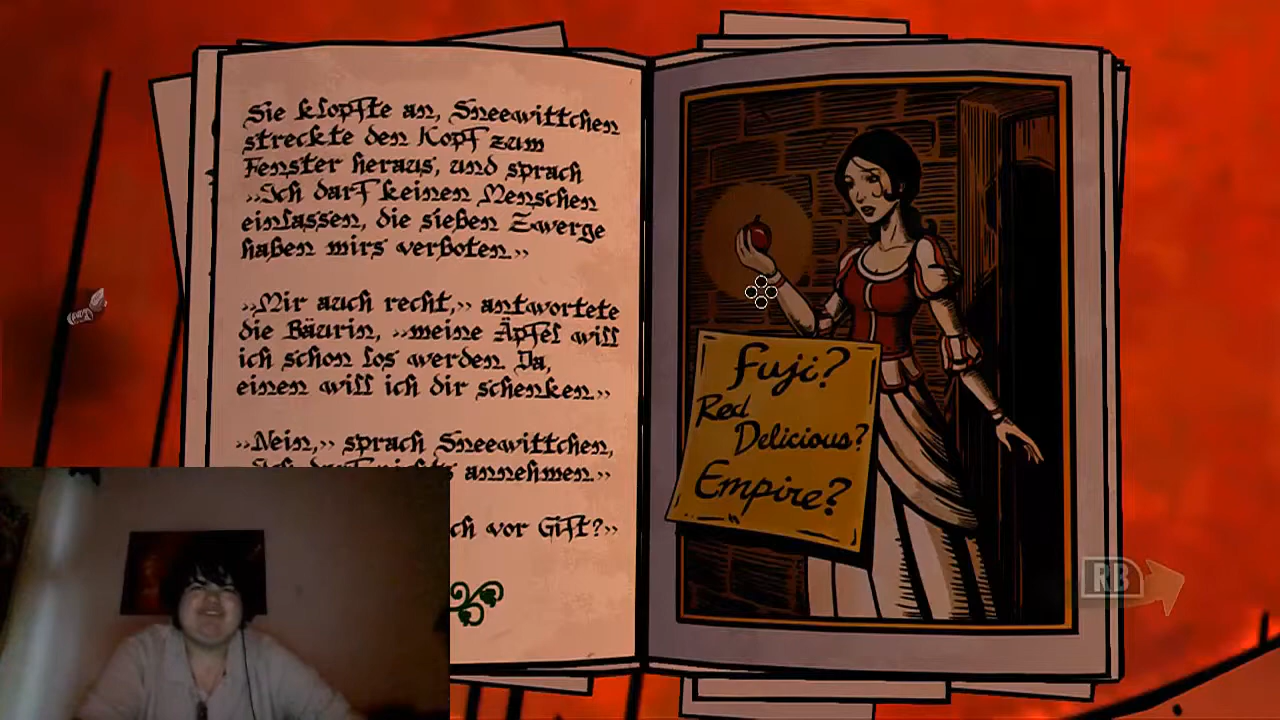 Sie klopfte an, Sneewittchen
streckte den Kopf zum
Fenster heraus, und sprach
»Ich darf keinen Menschen
einlassen, die sieben Zwerge
haben mirs verboten.»
»Mir auch recht,» antwortete
die Bäurin, »meine Äpfel will
ich schon los werden. Da,
einen will ich dir schenken.»
»Nein,» sprach Sneewittchen,
annehmen.»
vor Gift?»
Fuji?
Red
Delicious?
Empire?
RB